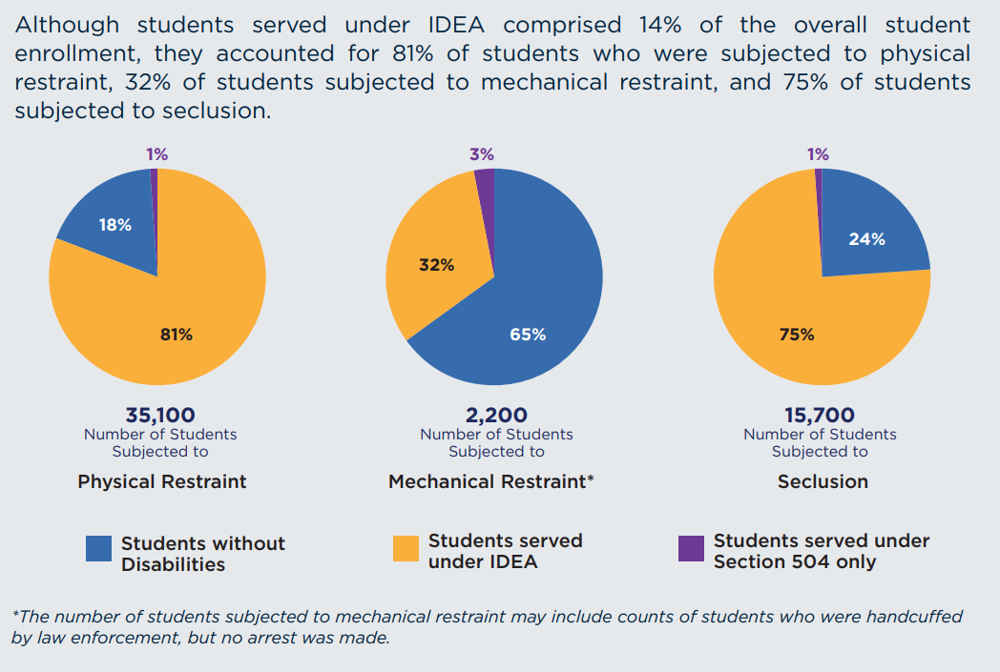 Although students served under IDEA comprised 14% of the overall student
enrollment, they accounted for 81% of students who were subjected to physical
restraint, 32% of students subjected to mechanical restraint, and 75% of students
subjected to seclusion.
1%
18%
81%
35,100
Number of Students
Subjected to
Physical Restraint
3%
32%
65%
2,200
Number of Students
Subjected to
Mechanical Restraint*
1%
24%
75%
15,700
Number of Students
Subjected to
Seclusion
Students without
Disabilities
Students served
under IDEA
Students served under
Section 504 only
*The number of students subjected to mechanical restraint may include counts of students who were handcuffed
by law enforcement, but no arrest was made.